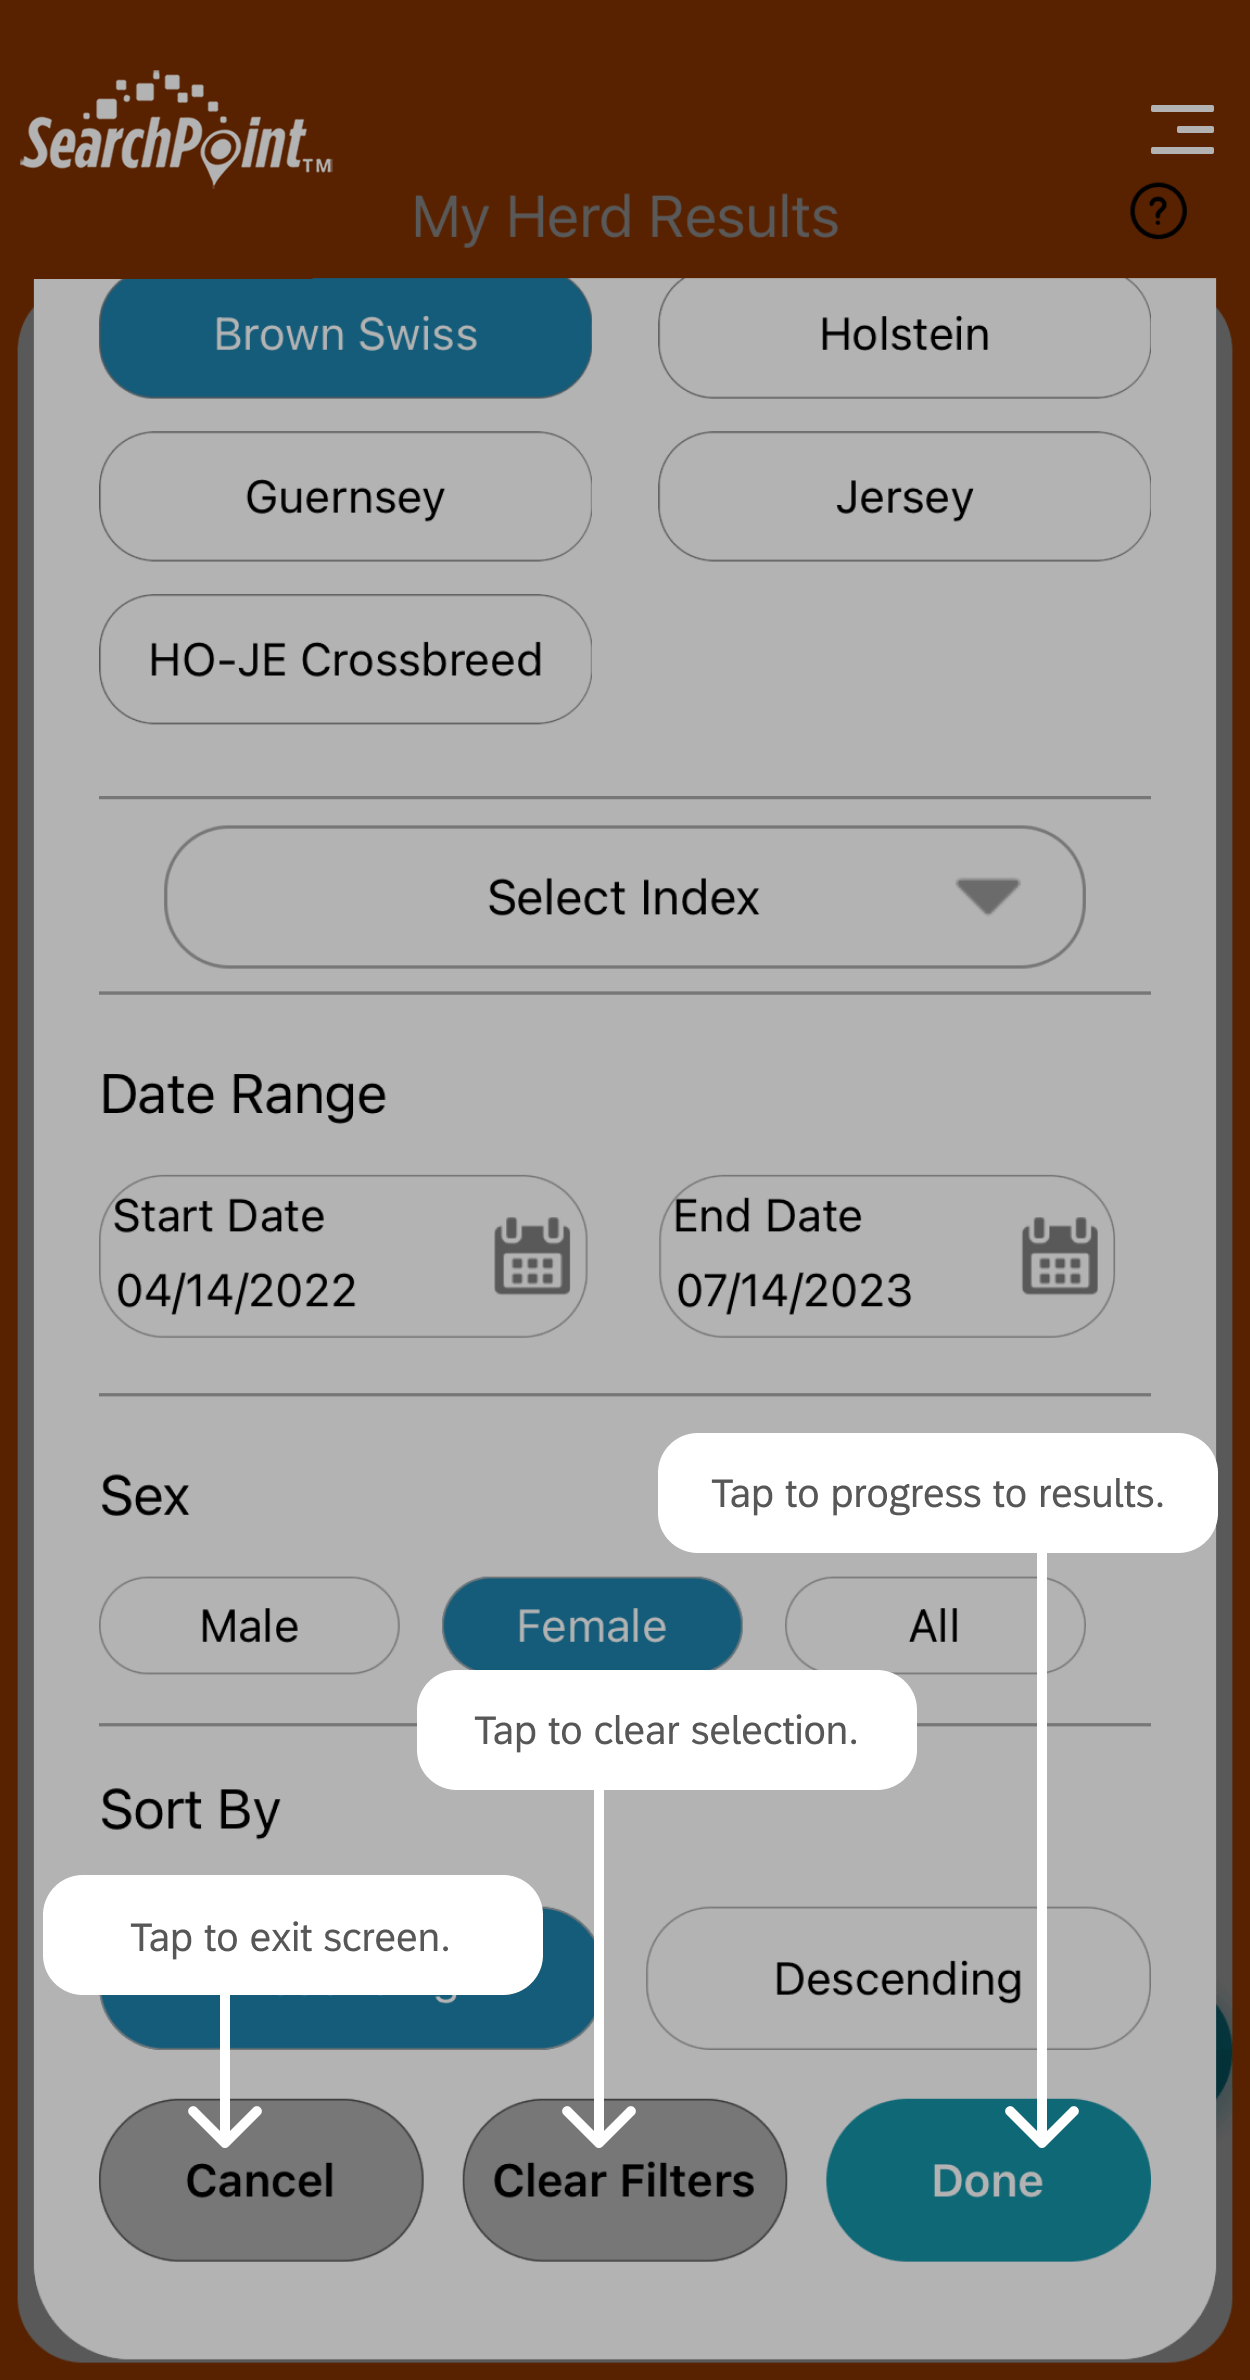 SearchPoint™
My Herd Results
?
Brown Swiss
Holstein
Guernsey
Jersey
HO-JE Crossbreed
Select Index
Date Range
Start Date
04/14/2022
End Date
07/14/2023
Sex
Tap to progress to results.
Male
Female
All
Tap to clear selection.
Sort By
Tap to exit screen.
Descending
Cancel
Clear Filters
Done